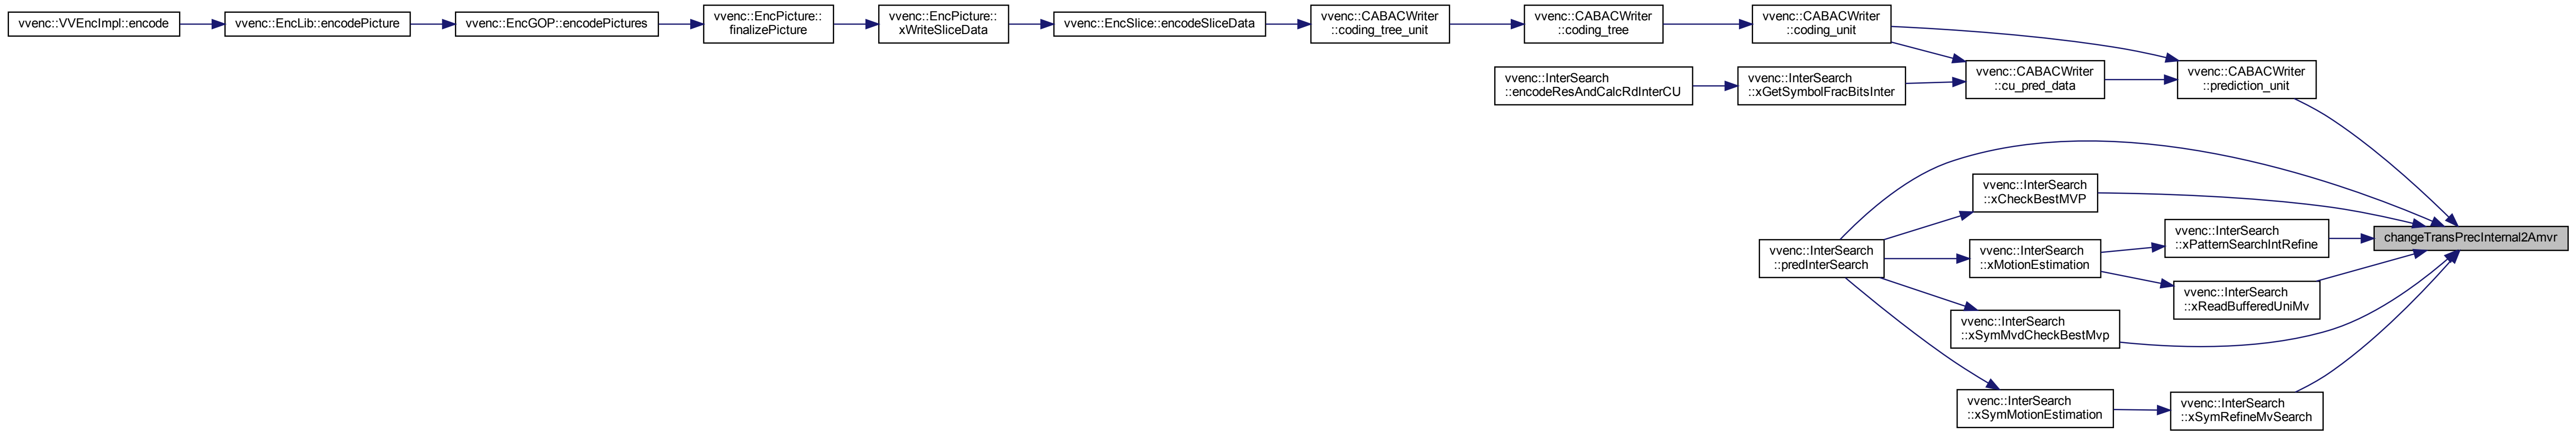 vvenc::VVEncImpl::encode
vvenc::EncLib::encodePicture
vvenc::EncGOP::encodePictures
vvenc::EncPicture::
finalizePicture
vvenc::EncPicture::
xWriteSliceData
vvenc::EncSlice::encodeSliceData
vvenc::CABACWriter
::coding_tree_unit
vvenc::CABACWriter
::coding_tree
vvenc::CABACWriter
::coding_unit
vvenc::InterSearch
::encodeResAndCalcRdInterCU
vvenc::InterSearch
::xGetSymbolFracBitsInter
vvenc::CABACWriter
::cu_pred_data
vvenc::CABACWriter
::prediction_unit
vvenc::InterSearch
::xCheckBestMVP
vvenc::InterSearch
::predInterSearch
vvenc::InterSearch
::xMotionEstimation
vvenc::InterSearch
::xPatternSearchIntRefine
changeTransPrecInternal2Amvr
vvenc::InterSearch
::xReadBufferedUniMv
vvenc::InterSearch
::xSymMvdCheckBestMvp
vvenc::InterSearch
::xSymMotionEstimation
vvenc::InterSearch
::xSymRefineMvSearch